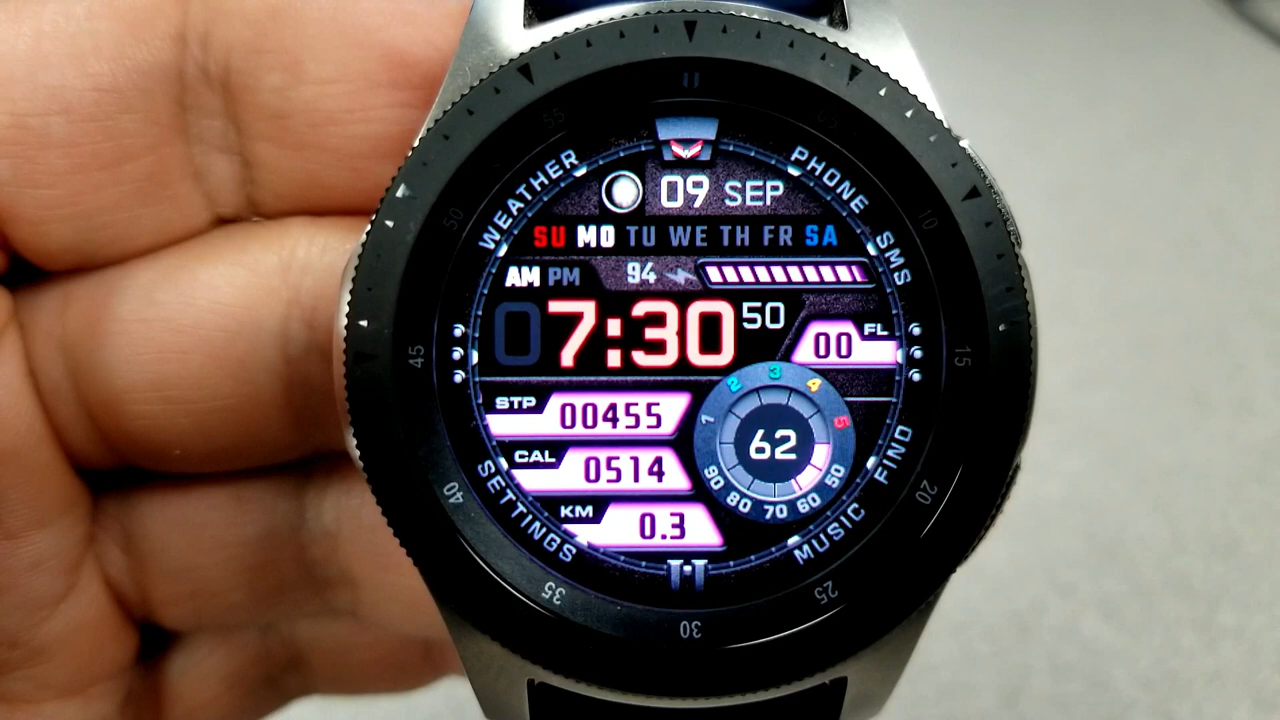 WEATHER
PHONE
SMS
09 SEP
SU MO TU WE TH FR SA
AM PM 94
07:30 50
00 FL
STP 00455
CAL 0514
KM 0.3
1 2 3 4 5
62
90 80 70 60 50
SETTINGS
MUSIC
FIND
55
05
10
15
20
25
30
35
40
45
50